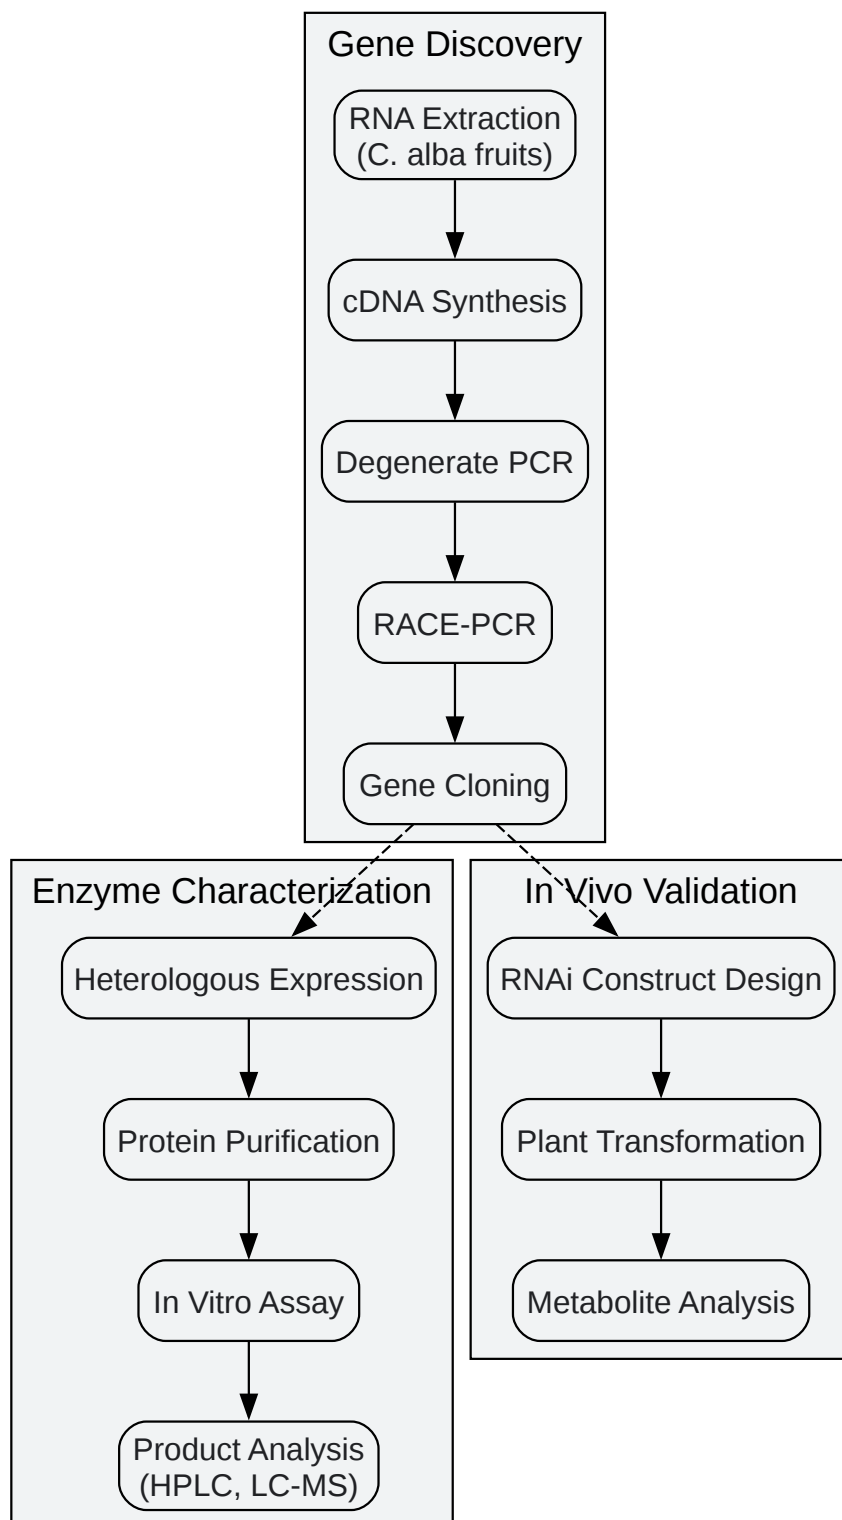 Gene Discovery
RNA Extraction
(C. alba fruits)
cDNA Synthesis
Degenerate PCR
RACE-PCR
Gene Cloning
Enzyme Characterization
Heterologous Expression
Protein Purification
In Vitro Assay
Product Analysis
(HPLC, LC-MS)
In Vivo Validation
RNAi Construct Design
Plant Transformation
Metabolite Analysis